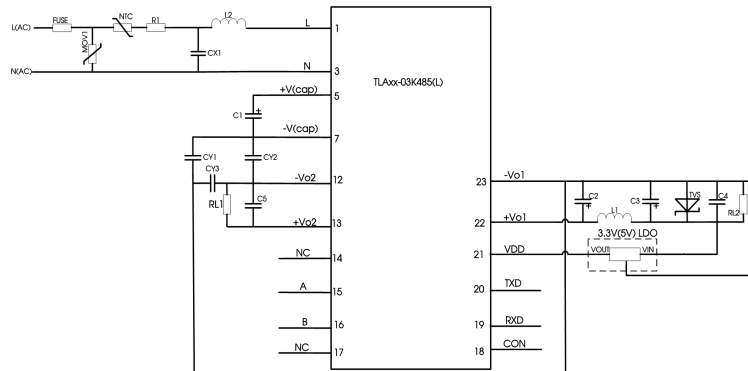 L2
FUSE NTC R1 L 1
L(AC)
MOV1
CX1
N(AC) N 3
TLAxx-03K485(L)
+V(cap) 5
C1 +
-V(cap) 7
CY1 CY2
CY3 -Vo2 12
RL1 C5
+Vo2 13
NC 14
A 15
B 16
NC 17
23 -Vo1
C2 + L1 C3 + TVS C4 RL2
22 +Vo1
3.3V(5V) LDO
21 VDD VOUT VIN
20 TXD
19 RXD
18 CON